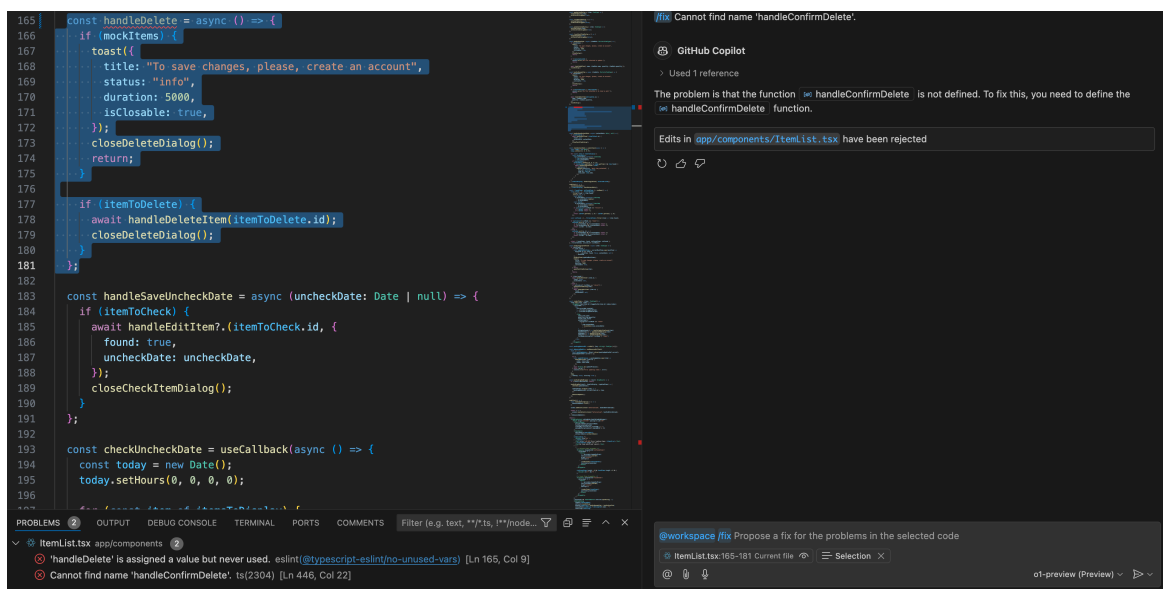 165 const handleDelete = async () => {
166 if (mockItems) {
167 toast({
168 title: "To save changes, please, create an account",
169 status: "info",
170 duration: 5000,
171 isClosable: true,
172 });
173 closeDeleteDialog();
174 return;
175 }
176
177 if (itemToDelete) {
178 await handleDeleteItem(itemToDelete.id);
179 closeDeleteDialog();
180 }
181 };
182
183 const handleSaveUncheckDate = async (uncheckDate: Date | null) => {
184 if (itemToCheck) {
185 await handleEditItem?.(itemToCheck.id, {
186 found: true,
187 uncheckDate: uncheckDate,
188 });
189 closeCheckItemDialog();
190 }
191 };
192
193 const checkUncheckDate = useCallback(async () => {
194 const today = new Date();
195 today.setHours(0, 0, 0, 0);
196
PROBLEMS 2 OUTPUT DEBUG CONSOLE TERMINAL PORTS COMMENTS Filter (e.g. text, **/*.ts, !**/node...
ItemList.tsx app/components 2
'handleDelete' is assigned a value but never used. eslint(@typescript-eslint/no-unused-vars) [Ln 165, Col 9]
Cannot find name 'handleConfirmDelete'. ts(2304) [Ln 446, Col 22]
/fix Cannot find name 'handleConfirmDelete'.
GitHub Copilot
> Used 1 reference
The problem is that the function handleConfirmDelete is not defined. To fix this, you need to define the
handleConfirmDelete function.
Edits in app/components/ItemList.tsx have been rejected
@workspace /fix Propose a fix for the problems in the selected code
ItemList.tsx:165-181 Current file Selection
@ o1-preview (Preview)